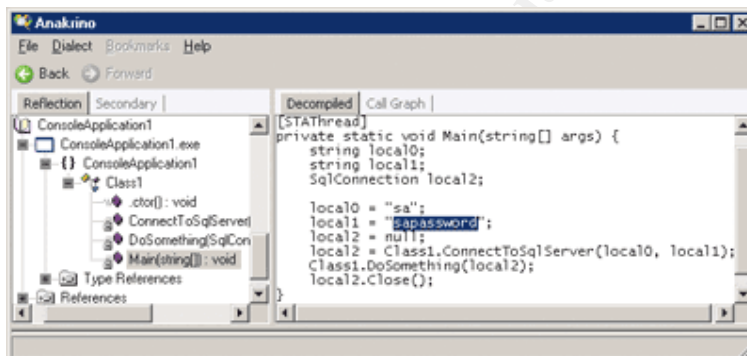 Anakrino
File Dialect Bookmarks Help
Back Forward
Reflection Secondary
ConsoleApplication1
ConsoleApplication1.exe
{} ConsoleApplication1
Class1
.ctor() : void
ConnectToSqlServer(
DoSomething(SqlCon
Main(string[]) : void
Type References
References
Decompiled Call Graph
[STAThread]
private static void Main(string[] args) {
string local0;
string local1;
SqlConnection local2;
local0 = "sa";
local1 = "sapassword";
local2 = null;
local2 = Class1.ConnectToSqlServer(local0, local1);
Class1.DoSomething(local2);
local2.Close();
}